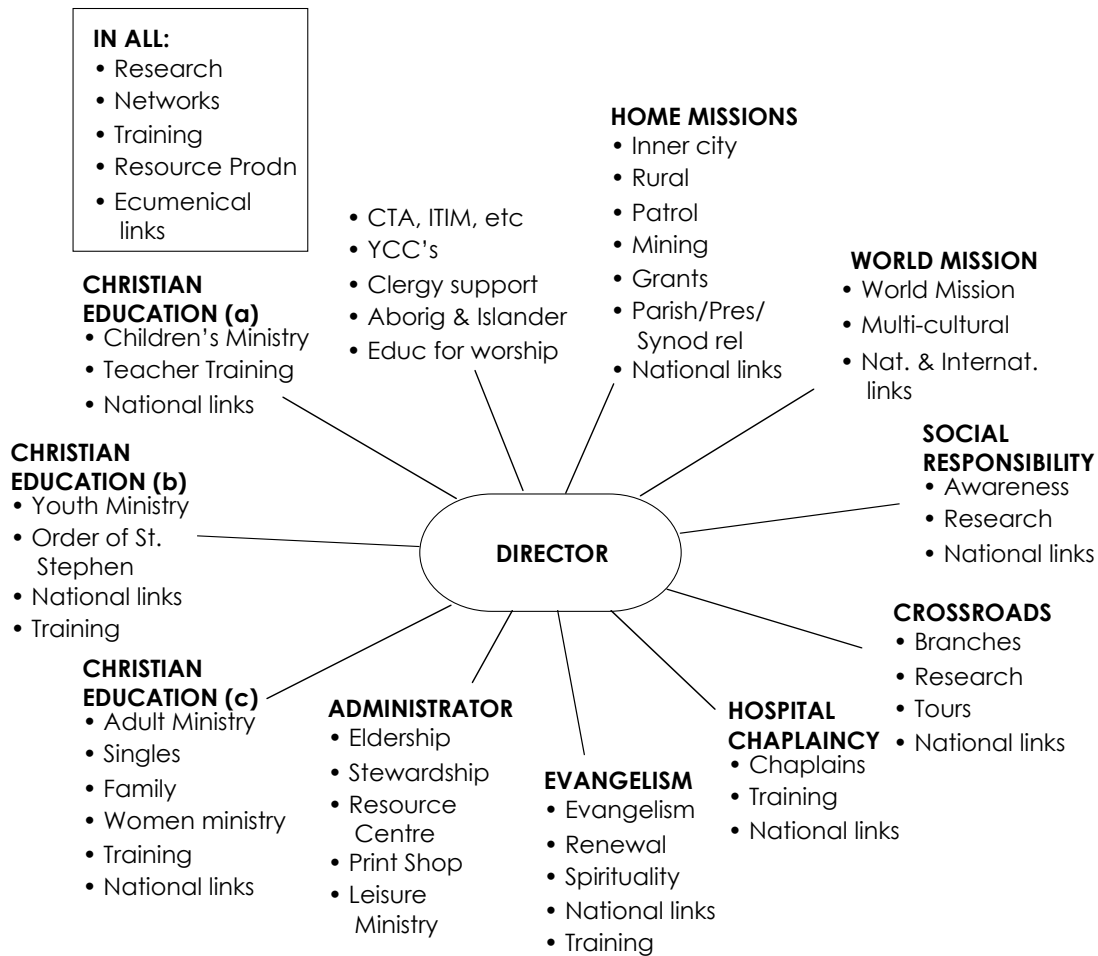 IN ALL:
• Research
• Networks
• Training
• Resource Prodn
• Ecumenical
links
• CTA, ITIM, etc
• YCC's
• Clergy support
• Aborig & Islander
• Educ for worship
HOME MISSIONS
• Inner city
• Rural
• Patrol
• Mining
• Grants
• Parish/Pres/
Synod rel
• National links
WORLD MISSION
• World Mission
• Multi-cultural
• Nat. & Internat.
links
CHRISTIAN
EDUCATION (a)
• Children's Ministry
• Teacher Training
• National links
CHRISTIAN
EDUCATION (b)
• Youth Ministry
• Order of St.
Stephen
• National links
• Training
DIRECTOR
SOCIAL
RESPONSIBILITY
• Awareness
• Research
• National links
CROSSROADS
• Branches
• Research
• Tours
• National links
CHRISTIAN
EDUCATION (c)
• Adult Ministry
• Singles
• Family
• Women ministry
• Training
• National links
ADMINISTRATOR
• Eldership
• Stewardship
• Resource
Centre
• Print Shop
• Leisure
Ministry
EVANGELISM
• Evangelism
• Renewal
• Spirituality
• National links
• Training
HOSPITAL
CHAPLAINCY
• Chaplains
• Training
• National links